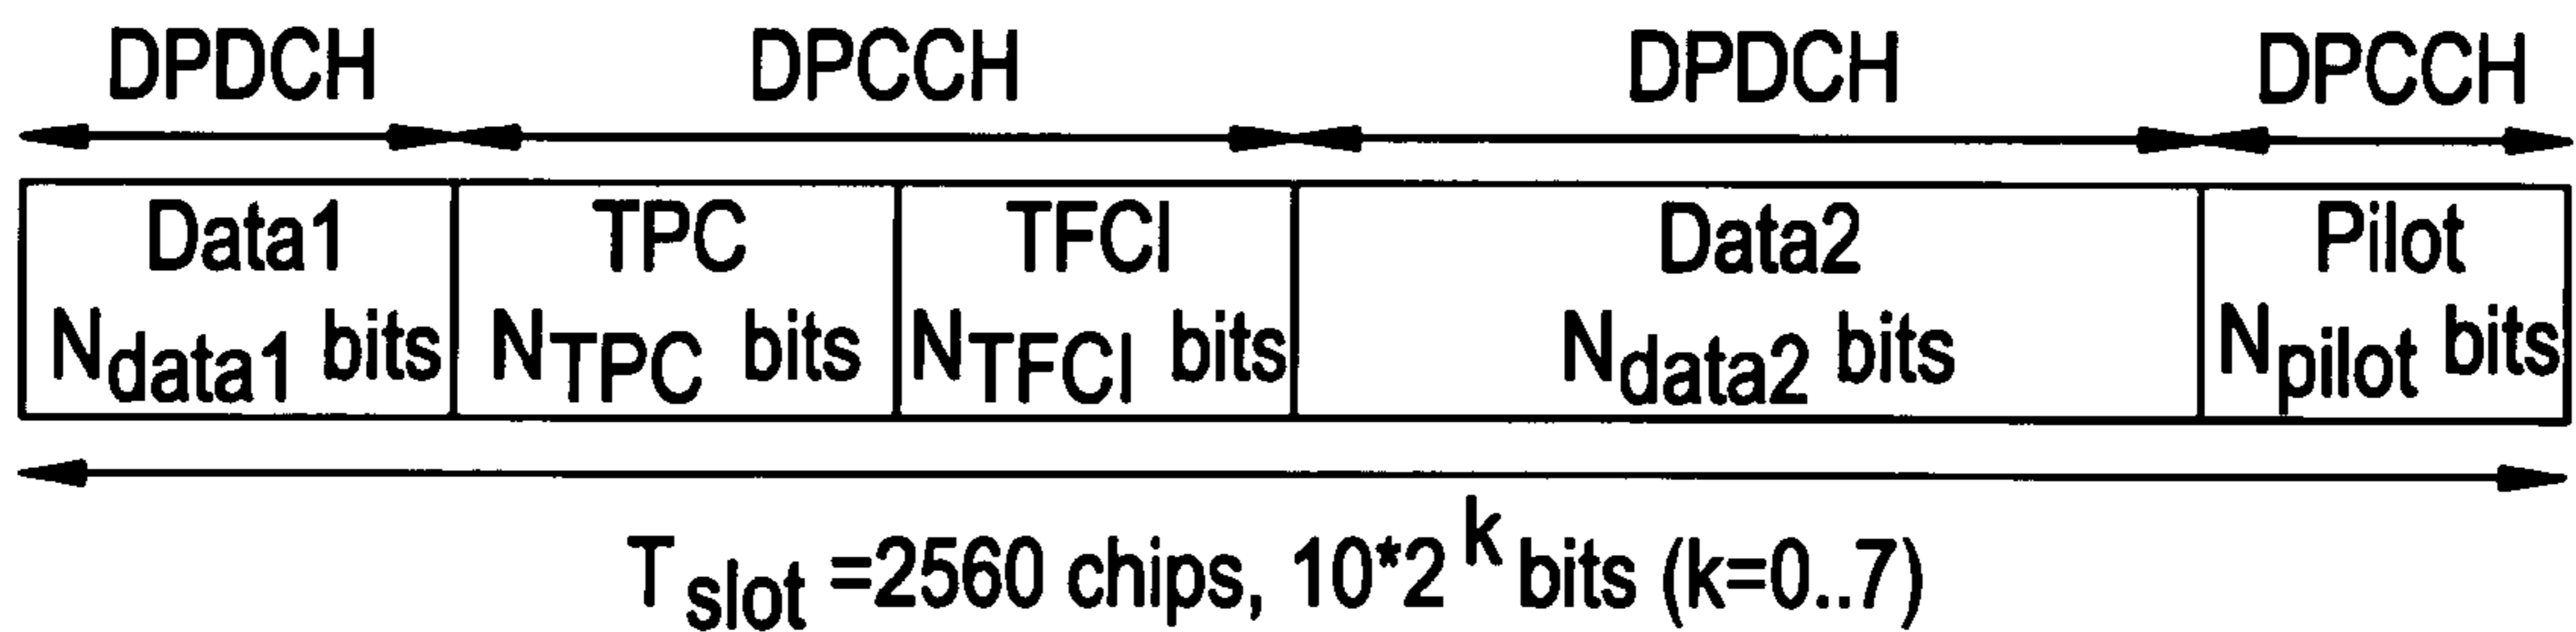 DPDCH DPCCH DPDCH DPCCH
Data1 TPC TFCI Data2 Pilot
Ndata1 bits NTPC bits NTFCI bits Ndata2 bits Npilot bits
Tslot =2560 chips, 10*2^k bits (k=0..7)